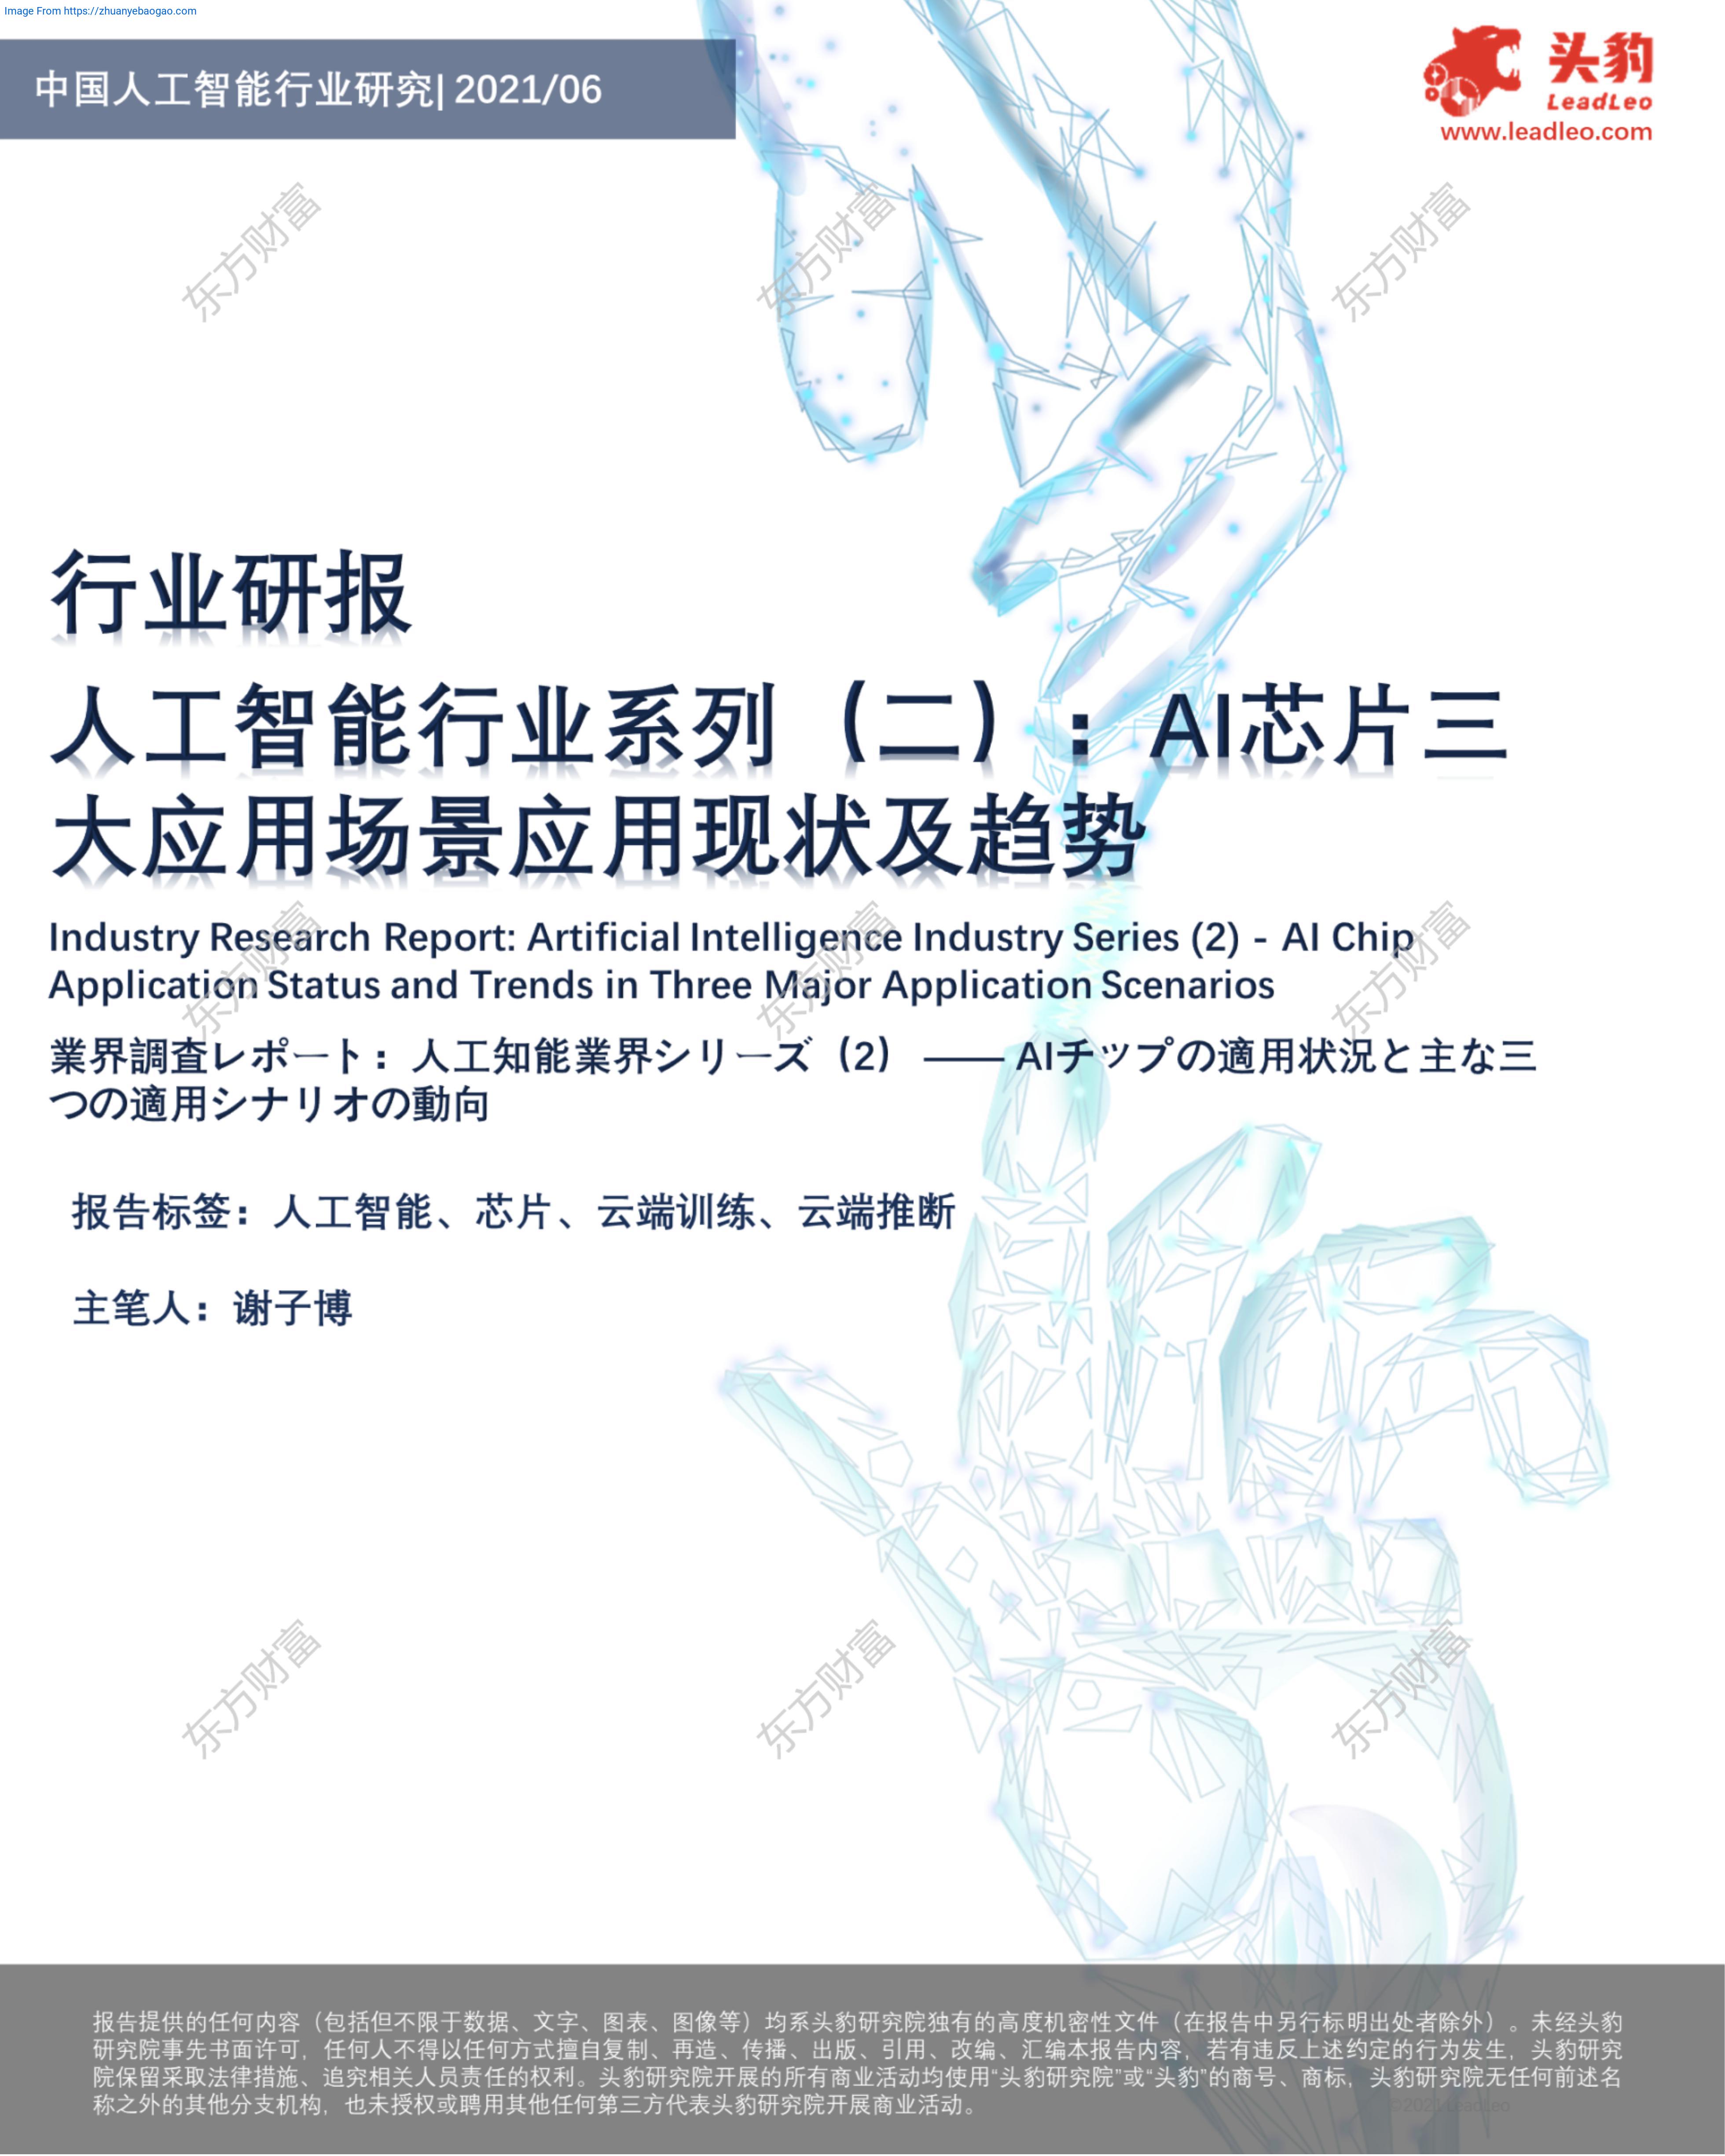 Image From https://zhuanyebaogao.com
中国人工智能行业研究| 2021/06
头豹
LeadLeo
www.leadleo.com
东方财富 东方财富 东方财富
行业研报
人工智能行业系列（二）：AI芯片三
大应用场景应用现状及趋势
Industry Research Report: Artificial Intelligence Industry Series (2) - AI Chip
Application Status and Trends in Three Major Application Scenarios
东方财富 东方财富 东方财富
業界調査レポート：人工知能業界シリーズ（2） —— AIチップの適用状況と主な三
つの適用シナリオの動向
报告标签：人工智能、芯片、云端训练、云端推断
主笔人：谢子博
东方财富 东方财富 东方财富
报告提供的任何内容（包括但不限于数据、文字、图表、图像等）均系头豹研究院独有的高度机密性文件（在报告中另行标明出处者除外）。未经头豹
研究院事先书面许可，任何人不得以任何方式擅自复制、再造、传播、出版、引用、改编、汇编本报告内容，若有违反上述约定的行为发生，头豹研究
院保留采取法律措施、追究相关人员责任的权利。头豹研究院开展的所有商业活动均使用“头豹研究院”或“头豹”的商号、商标，头豹研究院无任何前述名
称之外的其他分支机构，也未授权或聘用其他任何第三方代表头豹研究院开展商业活动。
©2021 LeadLeo